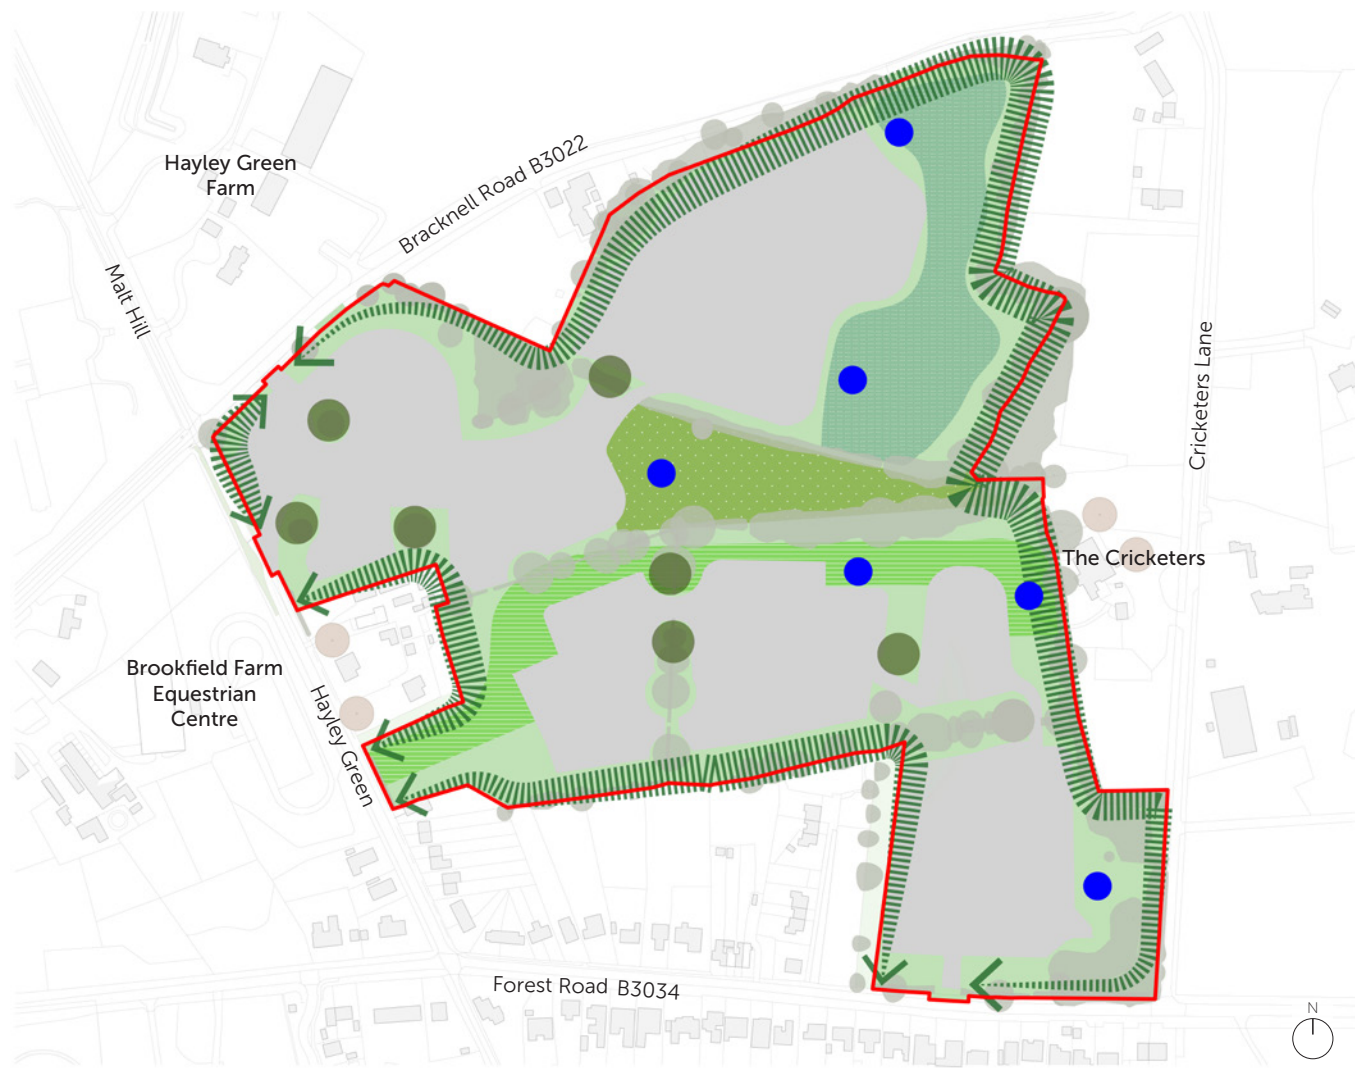 Hayley Green
Farm
Bracknell Road B3022
Malt Hill
Cricketers Lane
The Cricketers
Brookfield Farm
Equestrian
Centre
Hayley Green
Forest Road B3034
N